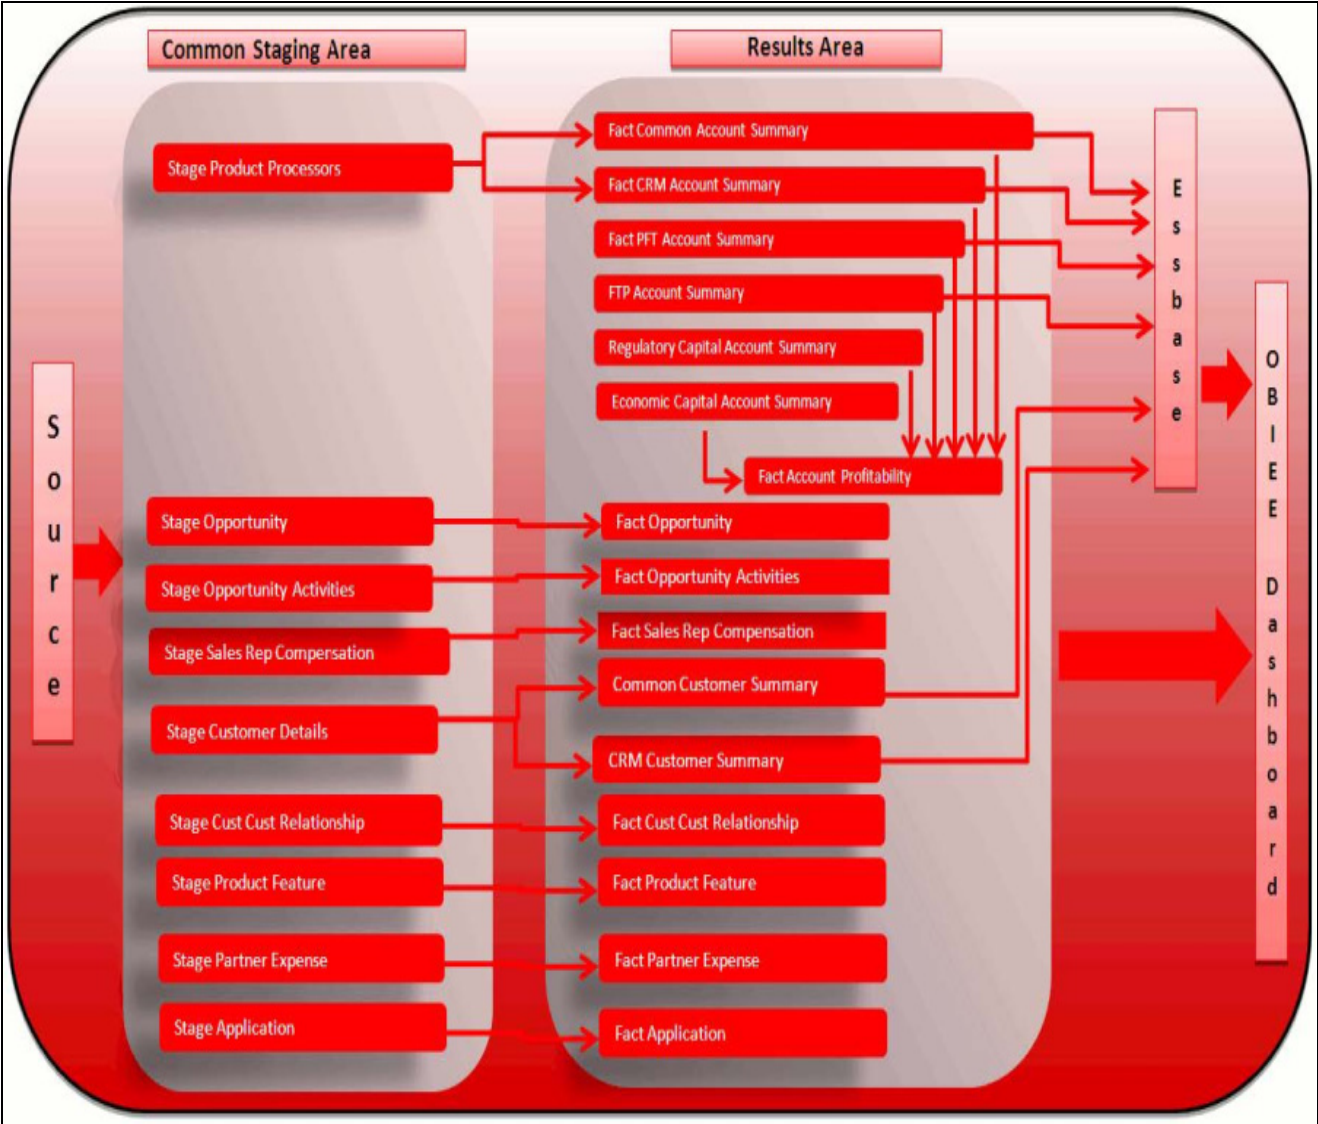 Common Staging Area
Results Area
Source
Stage Product Processors
Stage Opportunity
Stage Opportunity Activities
Stage Sales Rep Compensation
Stage Customer Details
Stage Cust Cust Relationship
Stage Product Feature
Stage Partner Expense
Stage Application
Fact Common Account Summary
Fact CRM Account Summary
Fact PFT Account Summary
FTP Account Summary
Regulatory Capital Account Summary
Economic Capital Account Summary
Fact Account Profitability
Fact Opportunity
Fact Opportunity Activities
Fact Sales Rep Compensation
Common Customer Summary
CRM Customer Summary
Fact Cust Cust Relationship
Fact Product Feature
Fact Partner Expense
Fact Application
Essbase
OBIEE Dashboard